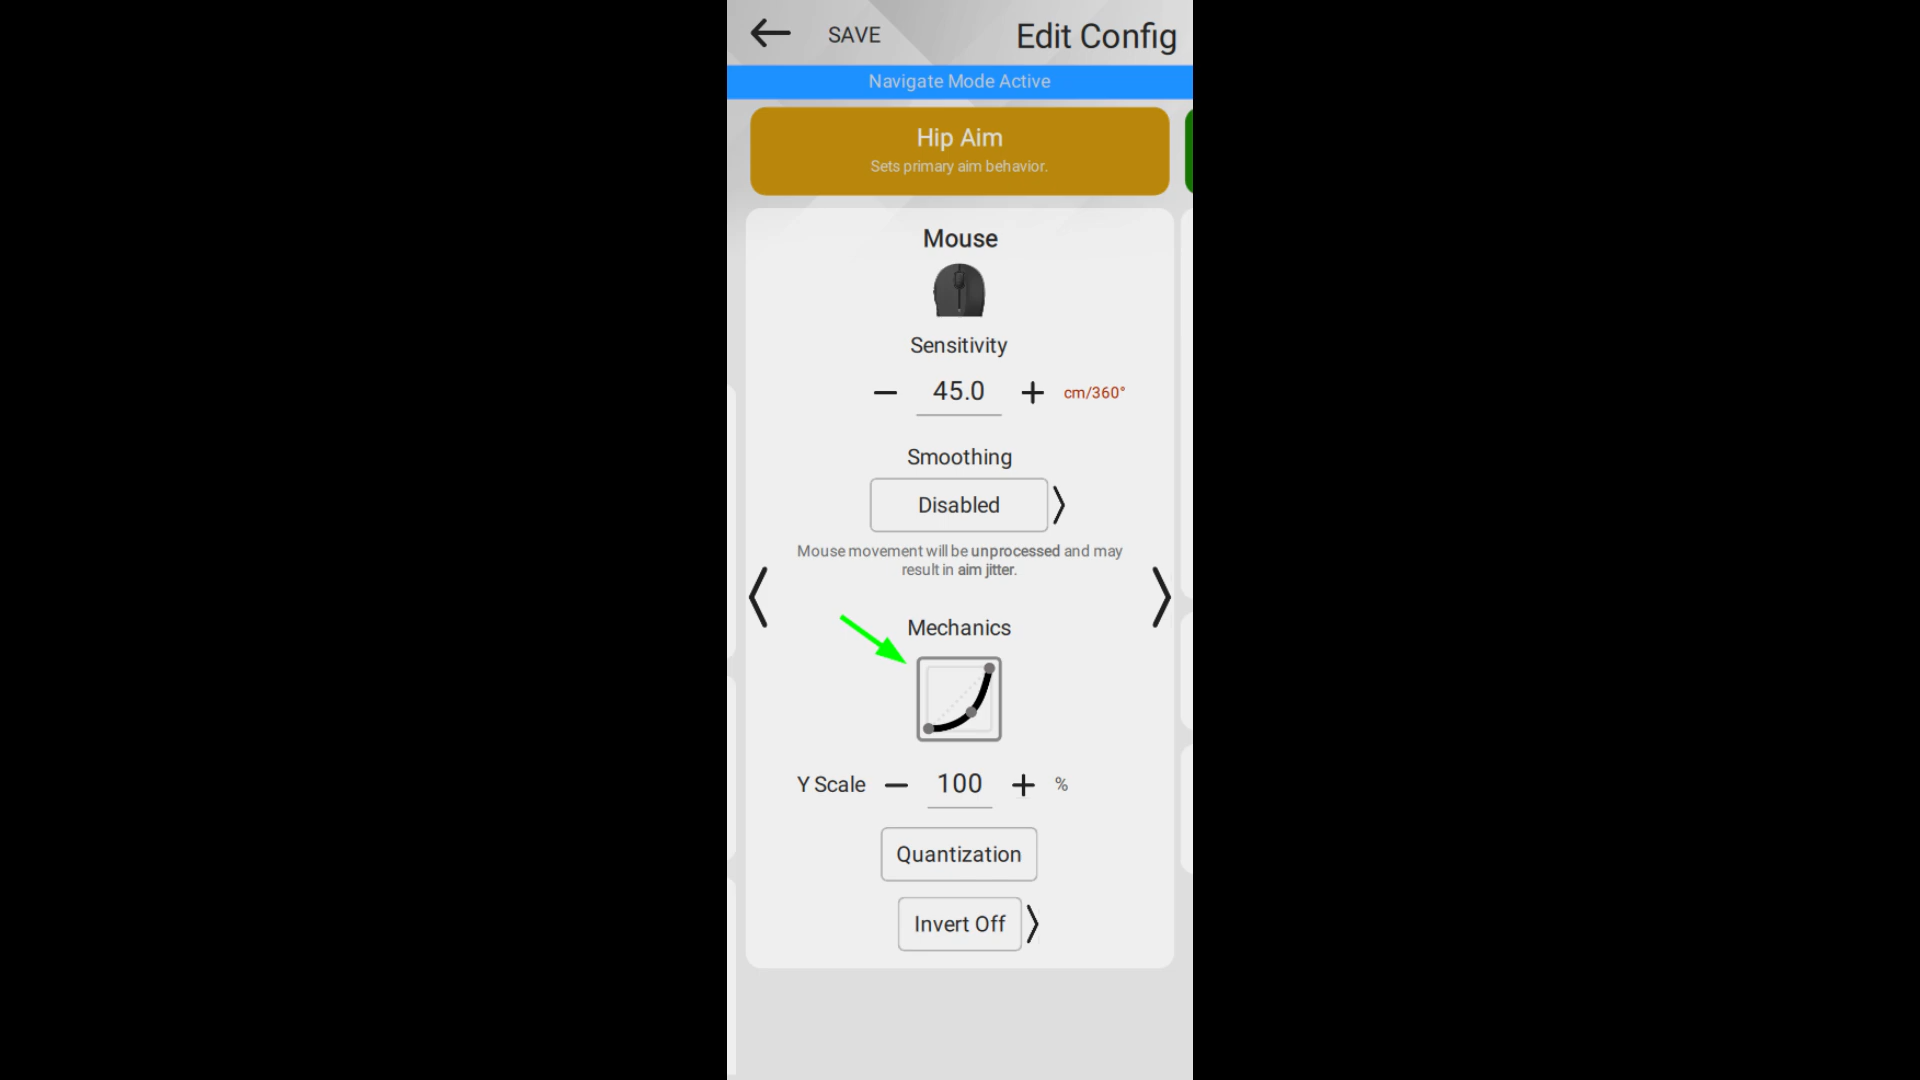 SAVE
Edit Config
Navigate Mode Active
Hip Aim
Sets primary aim behavior.
Mouse
Sensitivity
45.0
cm/360°
Smoothing
Disabled
Mouse movement will be unprocessed and may
result in aim jitter.
Mechanics
Y Scale
100
%
Quantization
Invert Off